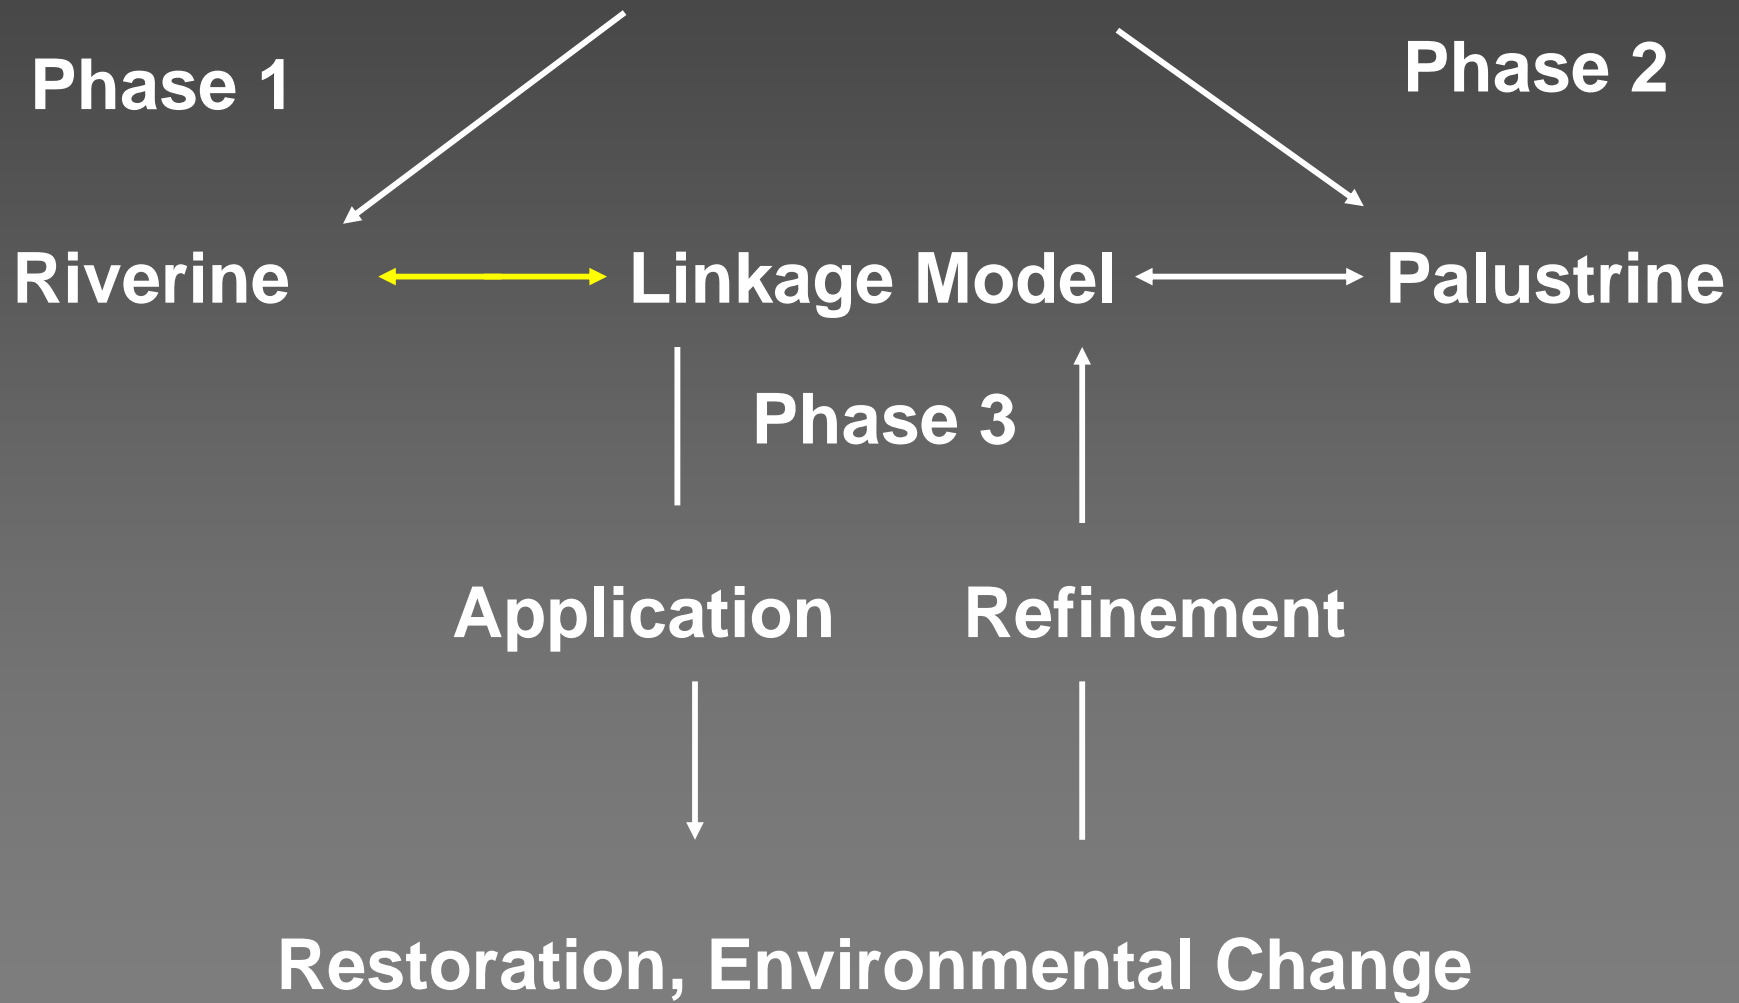 Phase 1
Phase 2
Riverine
Linkage Model
Palustrine
Phase 3
Application
Refinement
Restoration, Environmental Change